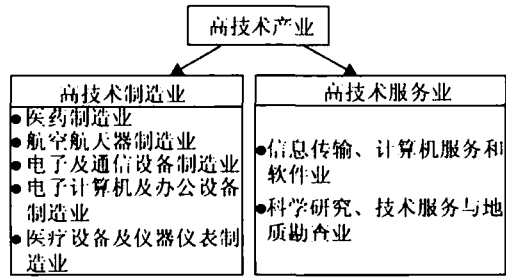 高技术产业
高技术制造业
●医药制造业
●航空航天器制造业
●电子及通信设备制造业
●电子计算机及办公设备
制造业
●医疗设备及仪器仪表制
造业
高技术服务业
●信息传输、计算机服务和
软件业
●科学研究、技术服务与地
质勘查业